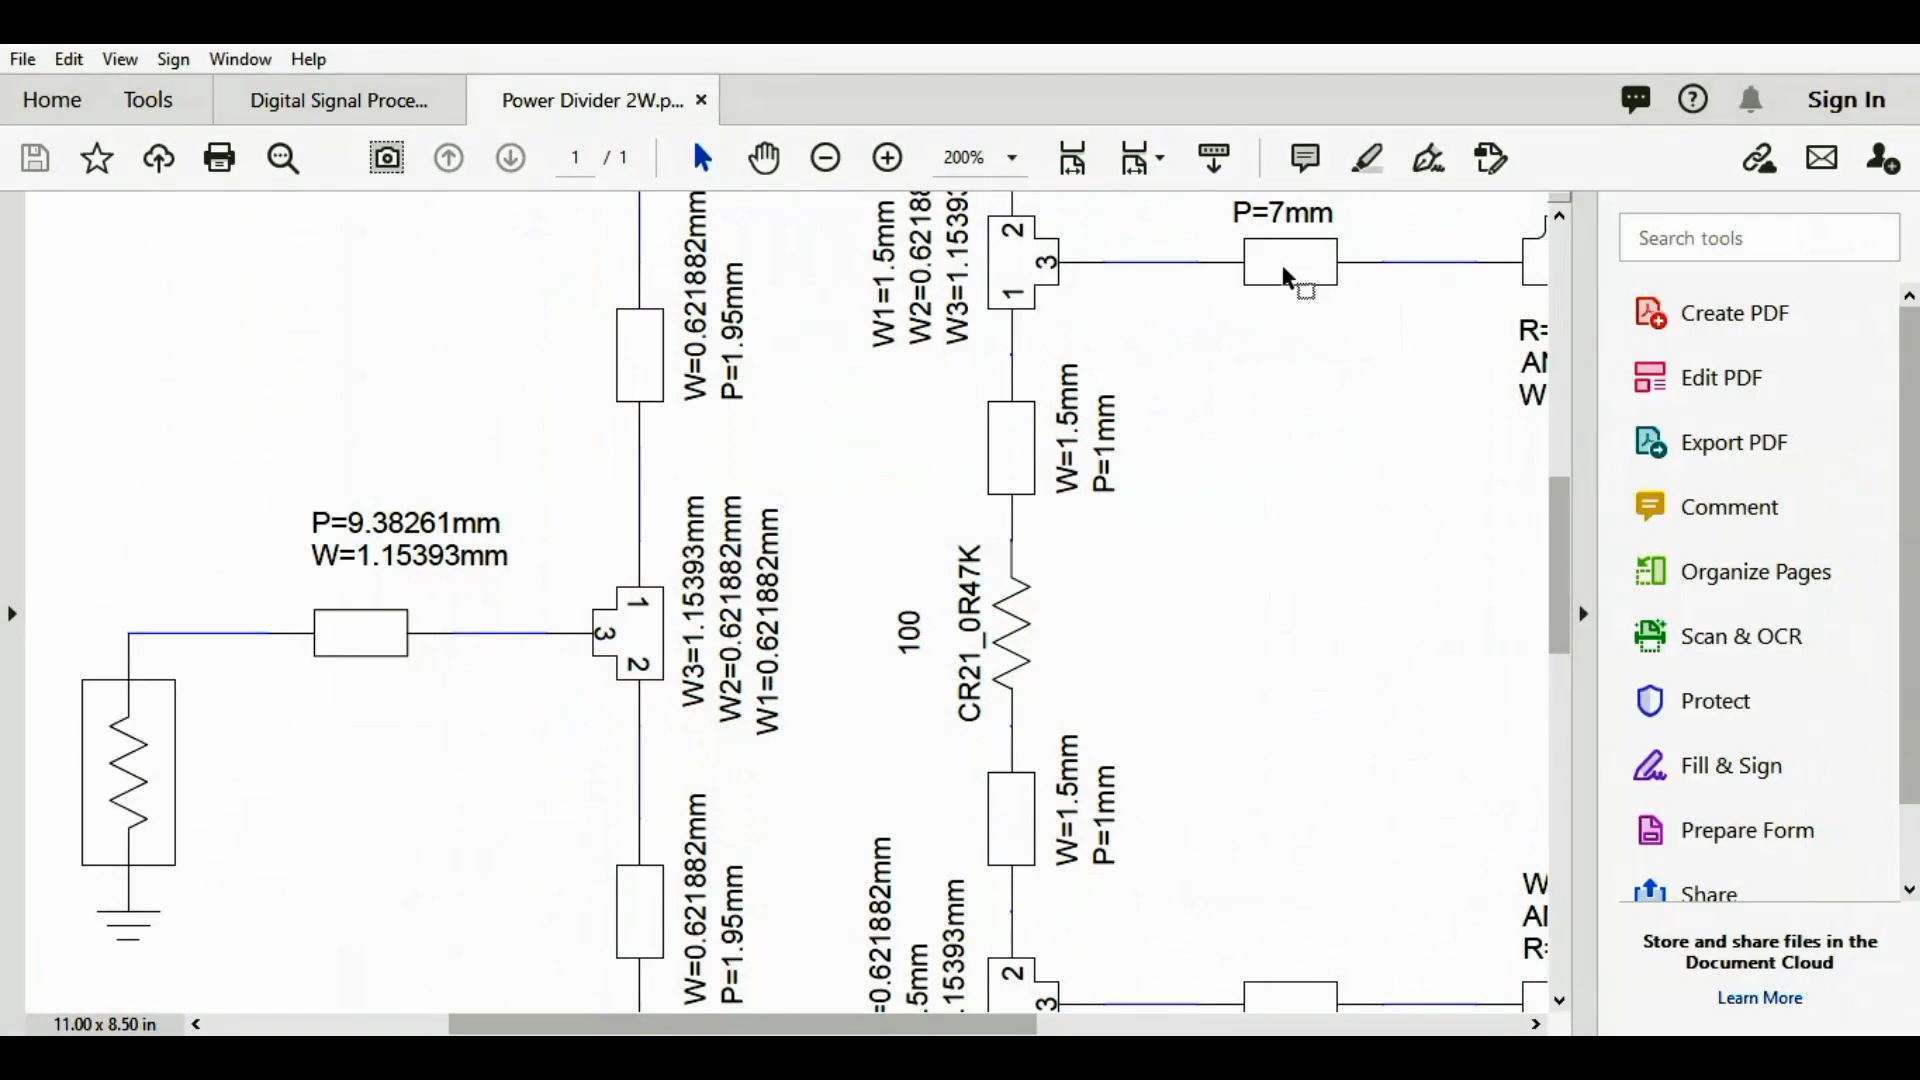 File Edit View Sign Window Help
Home Tools Digital Signal Proce... Power Divider 2W.p... ×
Sign In
1 / 1 200%
W=0.621882mm
P=1.95mm
W1=1.5mm
W3=1.15393
2
3
1
P=7mm
Search tools
Create PDF
Edit PDF
Export PDF
Comment
Organize Pages
Scan & OCR
Protect
Fill & Sign
Prepare Form
Share
Store and share files in the
Document Cloud
Learn More
R=
W=1.5mm
P=1mm
P=9.38261mm
W=1.15393mm
1
3
2
W3=1.15393mm
W2=0.621882mm
W1=0.621882mm
100
CR21_0R47K
W=1.5mm
P=1mm
W=0.621882mm
P=1.95mm
=0.621882mm
.5mm
.15393mm
2
3
R=
11.00 x 8.50 in